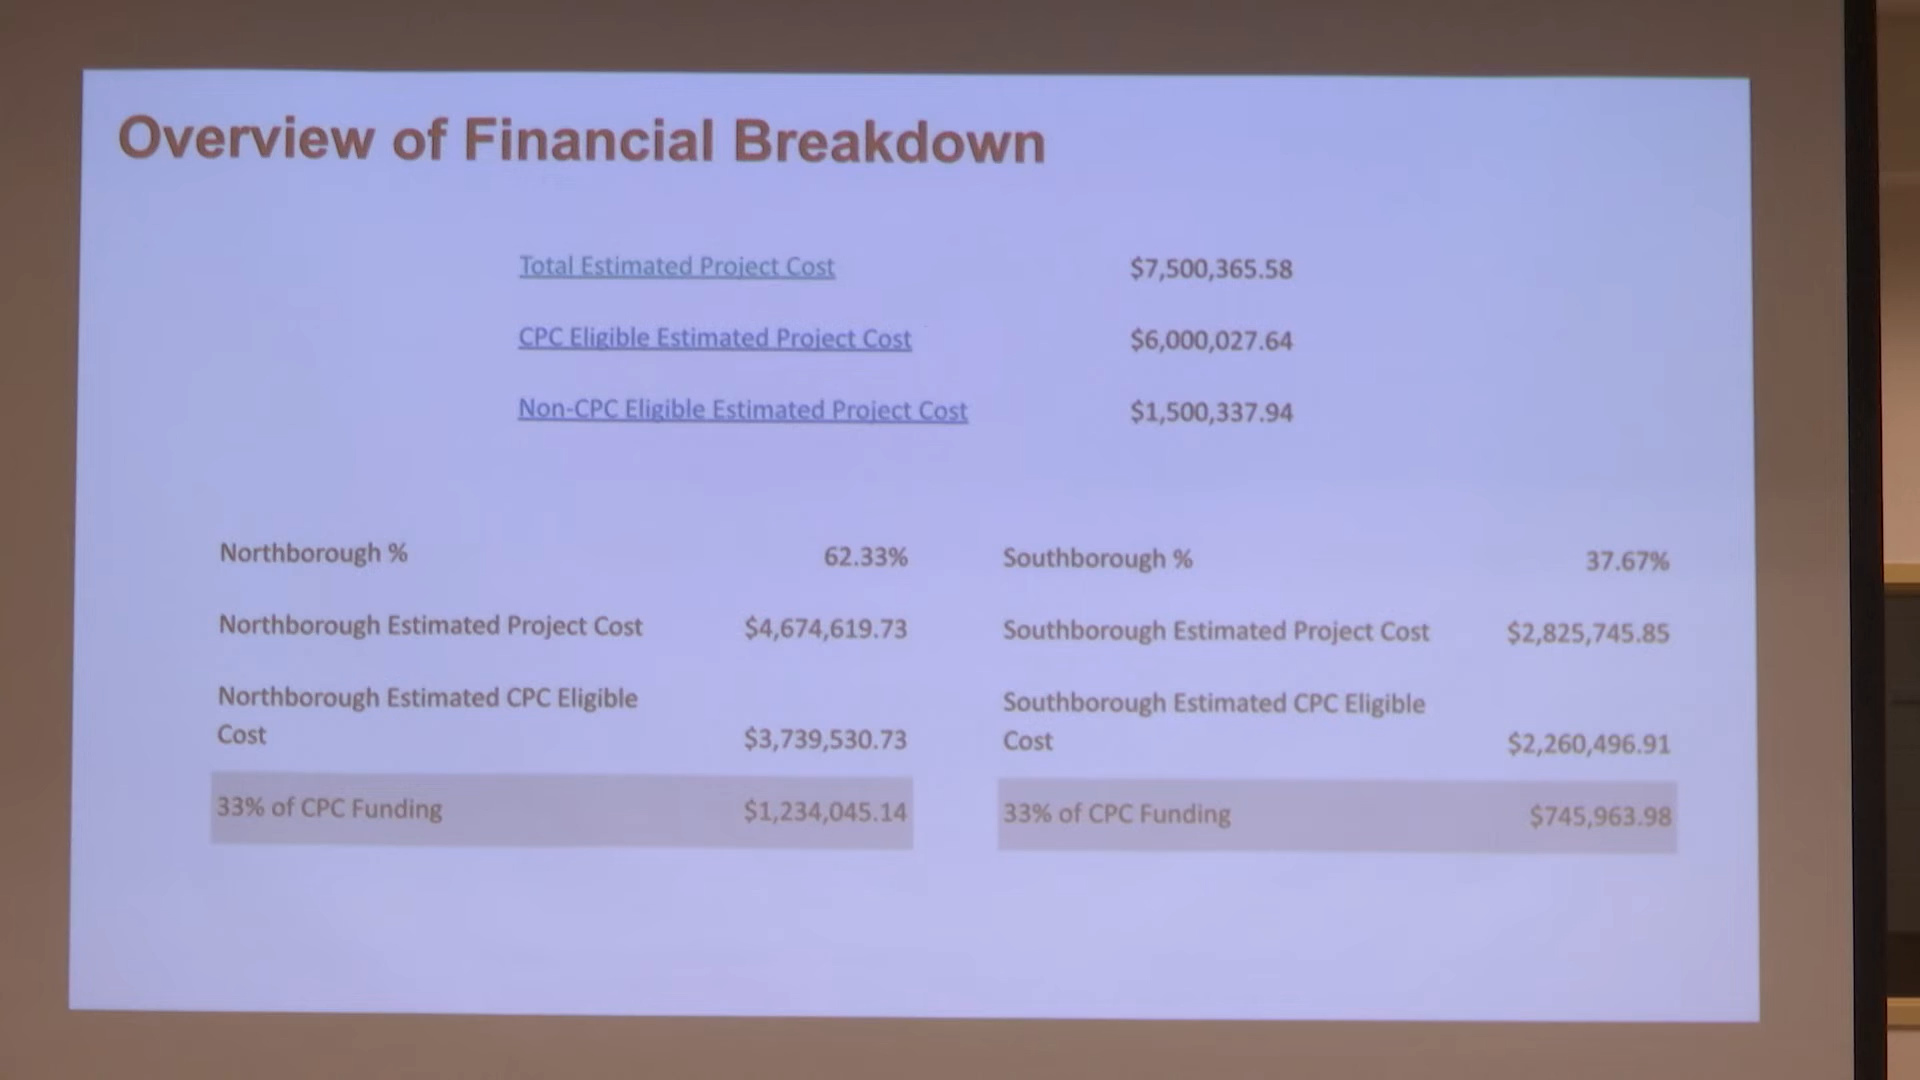 Overview of Financial Breakdown
Total Estimated Project Cost $7,500,365.58
CPC Eligible Estimated Project Cost $6,000,027.64
Non-CPC Eligible Estimated Project Cost $1,500,337.94
Northborough % 62.33%
Northborough Estimated Project Cost $4,674,619.73
Northborough Estimated CPC Eligible
Cost $3,739,530.73
33% of CPC Funding $1,234,045.14
Southborough % 37.67%
Southborough Estimated Project Cost $2,825,745.85
Southborough Estimated CPC Eligible
Cost $2,260,496.91
33% of CPC Funding $745,963.98